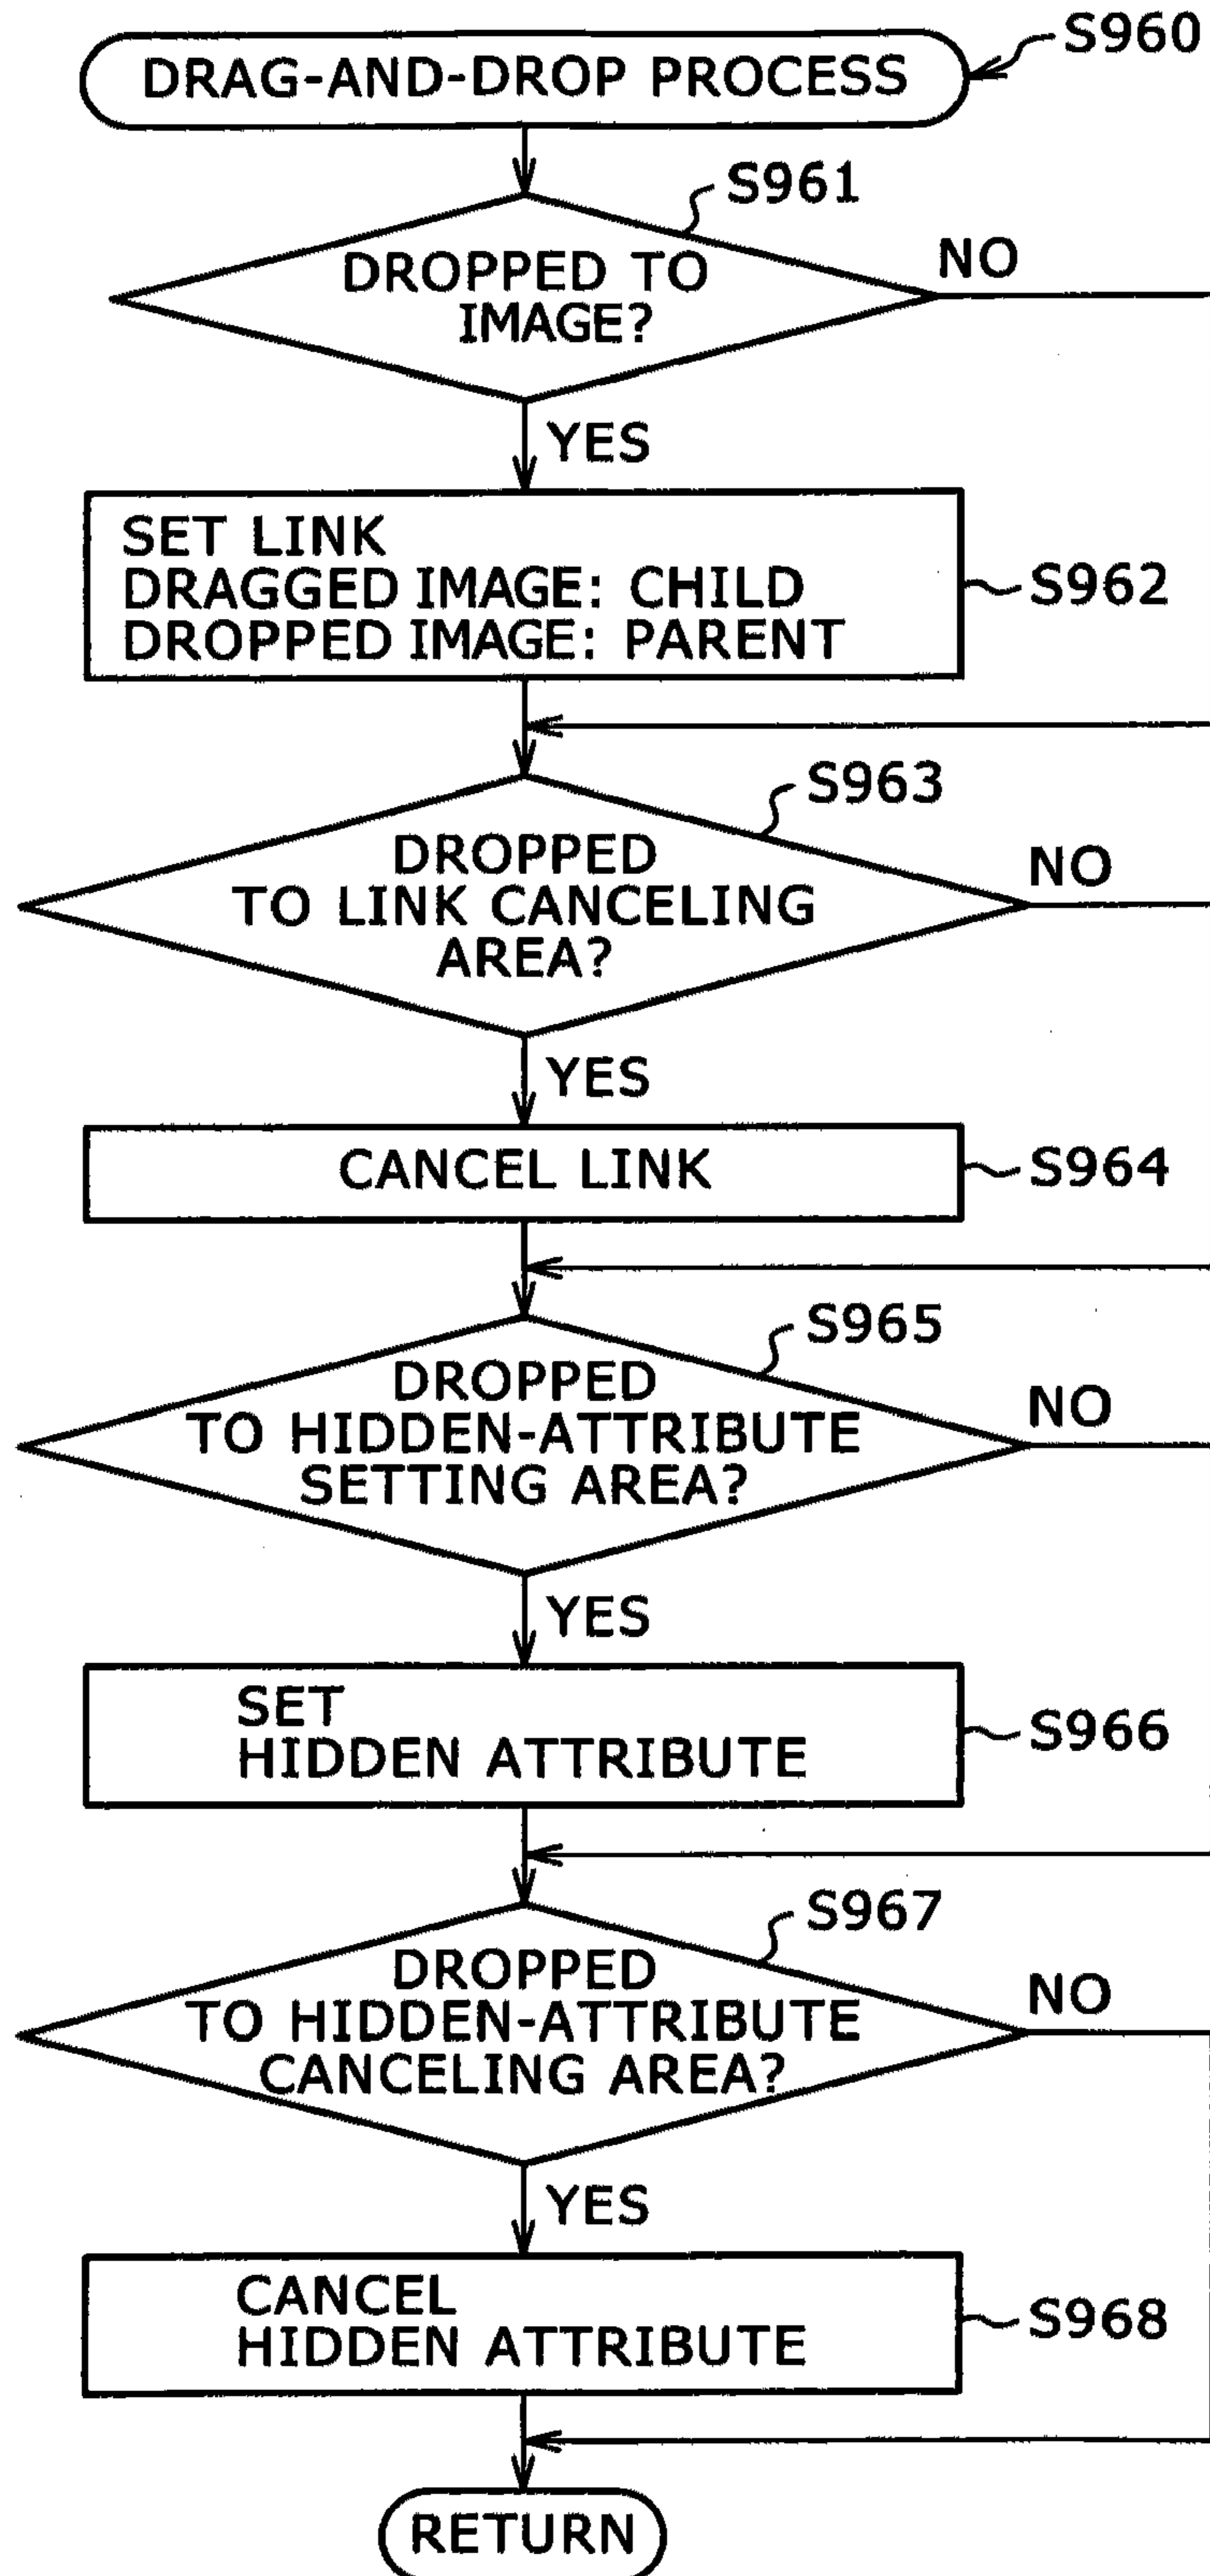 S960
DRAG-AND-DROP PROCESS
S961
DROPPED TO
IMAGE?
NO
YES
SET LINK
DRAGGED IMAGE: CHILD
DROPPED IMAGE: PARENT
S962
S963
DROPPED
TO LINK CANCELING
AREA?
NO
YES
CANCEL LINK
S964
S965
DROPPED
TO HIDDEN-ATTRIBUTE
SETTING AREA?
NO
YES
SET
HIDDEN ATTRIBUTE
S966
S967
DROPPED
TO HIDDEN-ATTRIBUTE
CANCELING AREA?
NO
YES
CANCEL
HIDDEN ATTRIBUTE
S968
RETURN